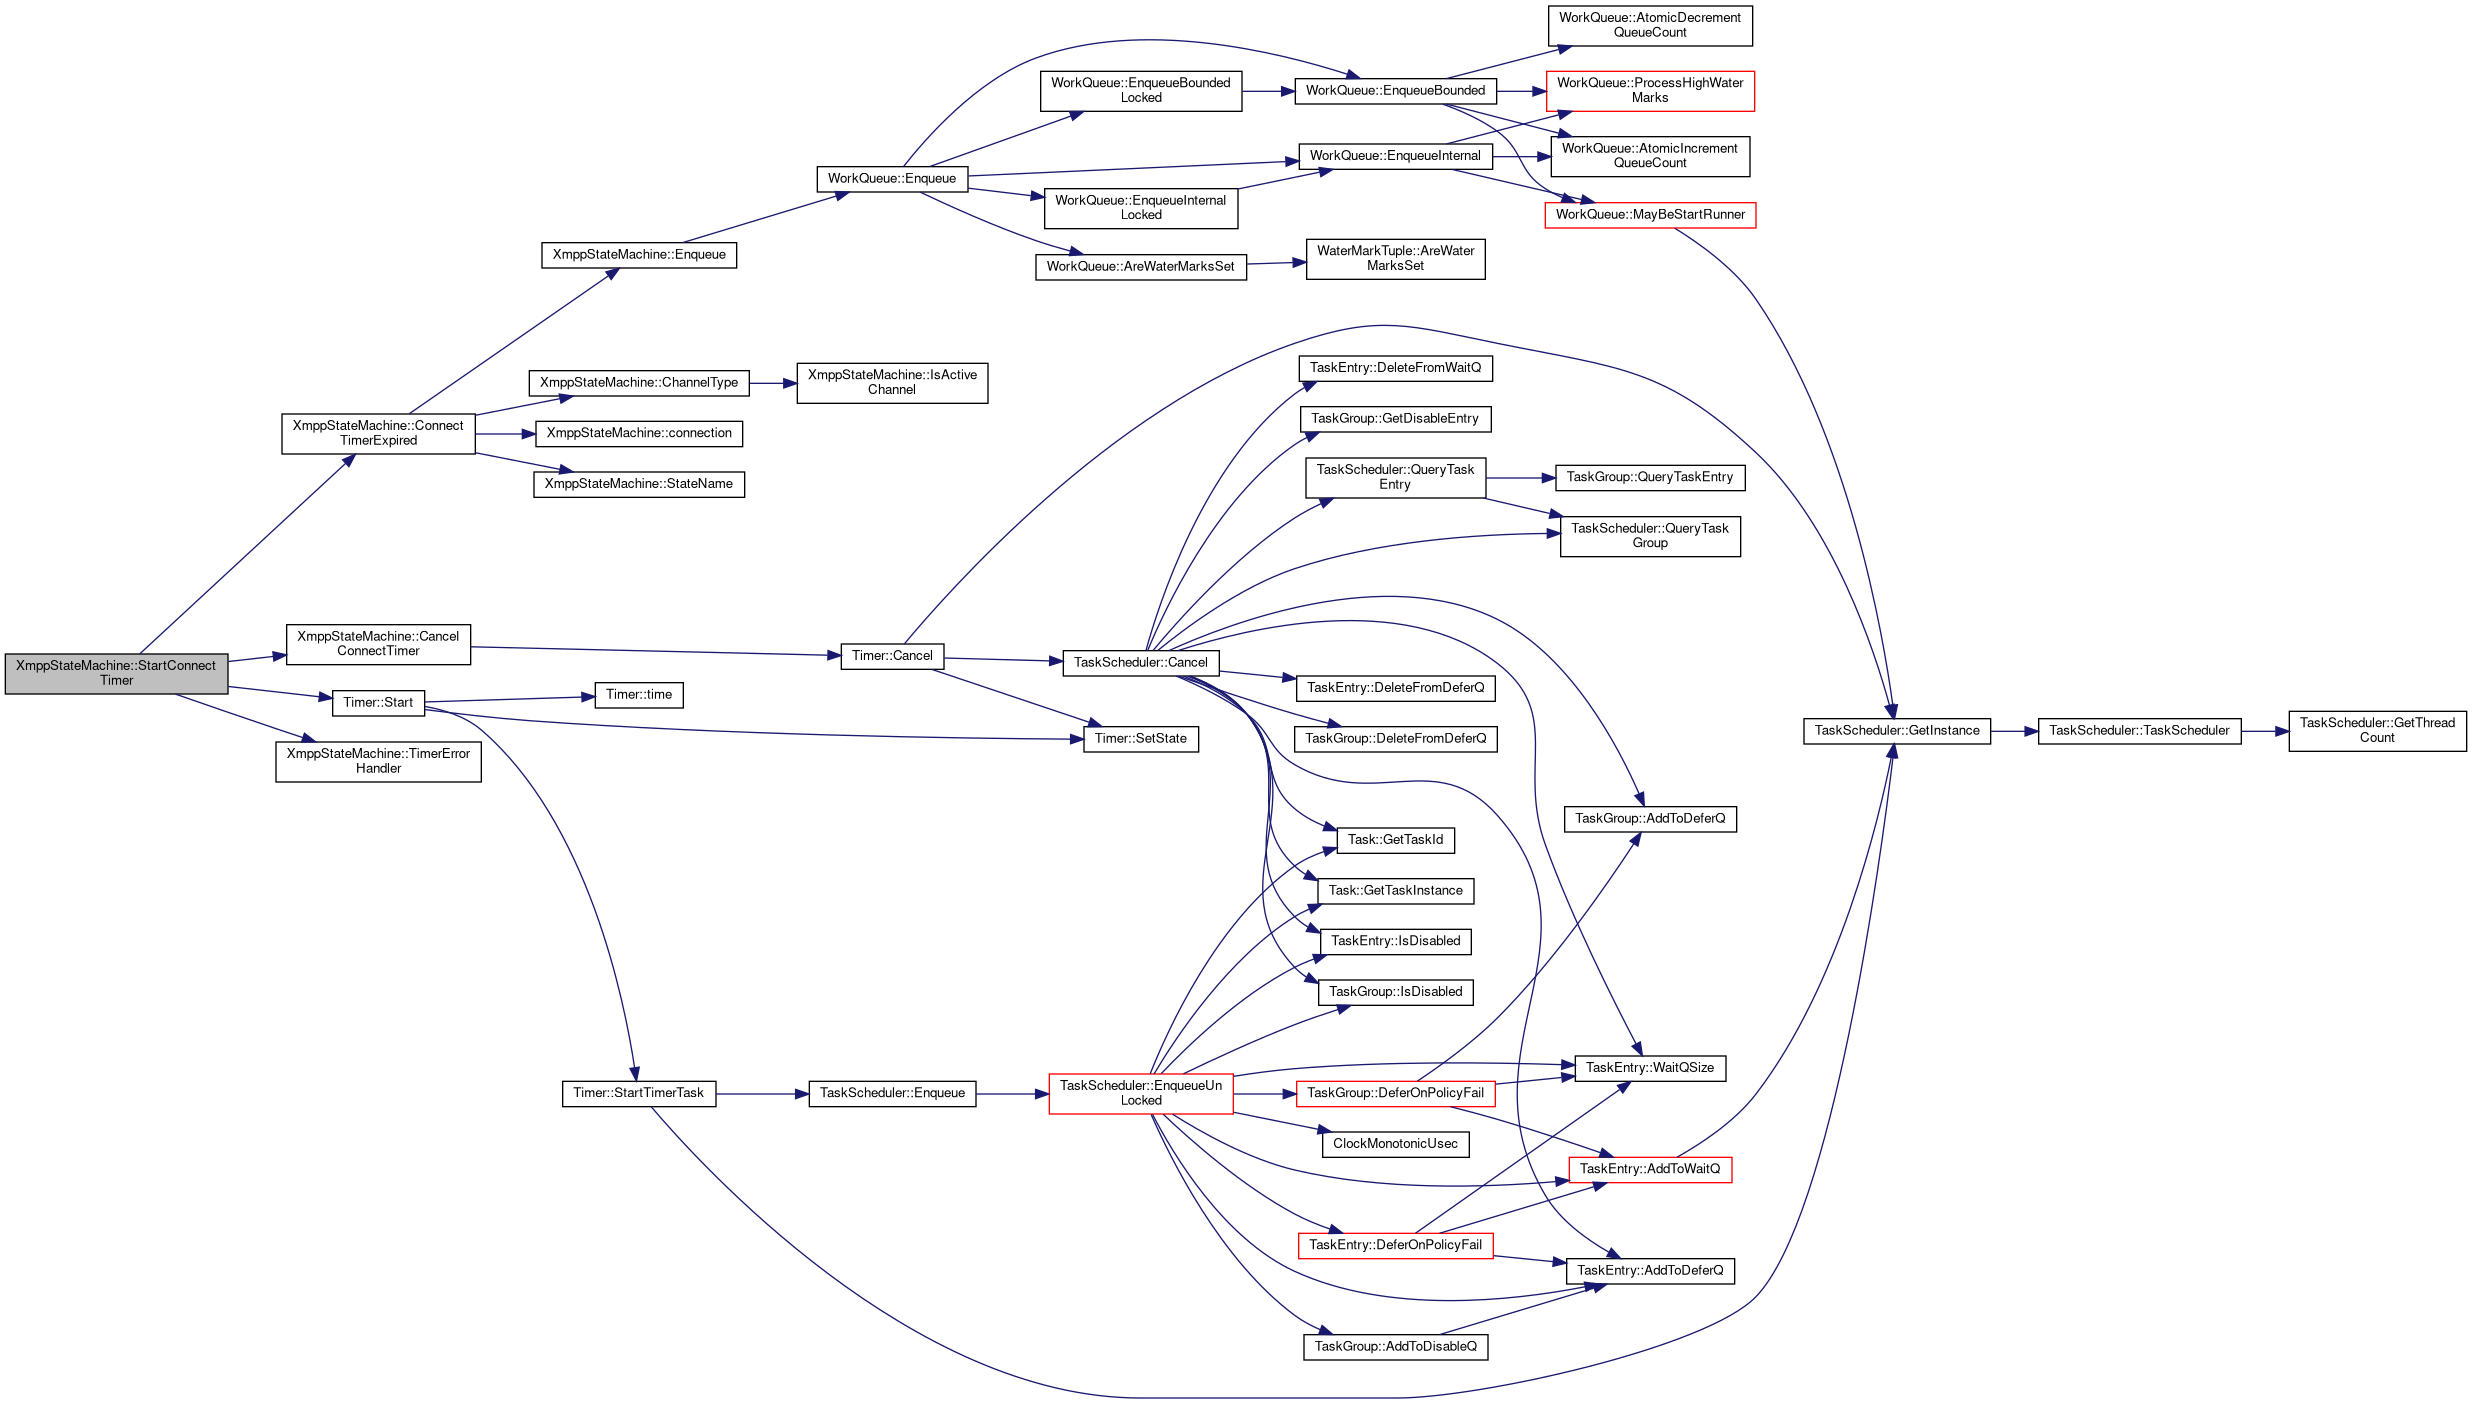 XmppStateMachine::StartConnect
Timer
XmppStateMachine::Connect
TimerExpired
XmppStateMachine::Cancel
ConnectTimer
Timer::Start
XmppStateMachine::TimerError
Handler
XmppStateMachine::Enqueue
XmppStateMachine::ChannelType
XmppStateMachine::connection
XmppStateMachine::StateName
Timer::time
Timer::StartTimerTask
WorkQueue::Enqueue
XmppStateMachine::IsActive
Channel
Timer::Cancel
TaskScheduler::Enqueue
WorkQueue::EnqueueBounded
Locked
WorkQueue::EnqueueInternal
Locked
WorkQueue::AreWaterMarksSet
TaskScheduler::Cancel
Timer::SetState
TaskScheduler::EnqueueUn
Locked
WorkQueue::EnqueueBounded
WorkQueue::EnqueueInternal
WaterMarkTuple::AreWater
MarksSet
TaskEntry::DeleteFromWaitQ
TaskGroup::GetDisableEntry
TaskScheduler::QueryTask
Entry
TaskEntry::DeleteFromDeferQ
TaskGroup::DeleteFromDeferQ
Task::GetTaskId
Task::GetTaskInstance
TaskEntry::IsDisabled
TaskGroup::IsDisabled
TaskGroup::DeferOnPolicyFail
ClockMonotonicUsec
TaskEntry::DeferOnPolicyFail
TaskGroup::AddToDisableQ
WorkQueue::AtomicDecrement
QueueCount
WorkQueue::ProcessHighWater
Marks
WorkQueue::AtomicIncrement
QueueCount
WorkQueue::MayBeStartRunner
TaskGroup::QueryTaskEntry
TaskScheduler::QueryTask
Group
TaskGroup::AddToDeferQ
TaskEntry::WaitQSize
TaskEntry::AddToWaitQ
TaskEntry::AddToDeferQ
TaskScheduler::GetInstance
TaskScheduler::TaskScheduler
TaskScheduler::GetThread
Count